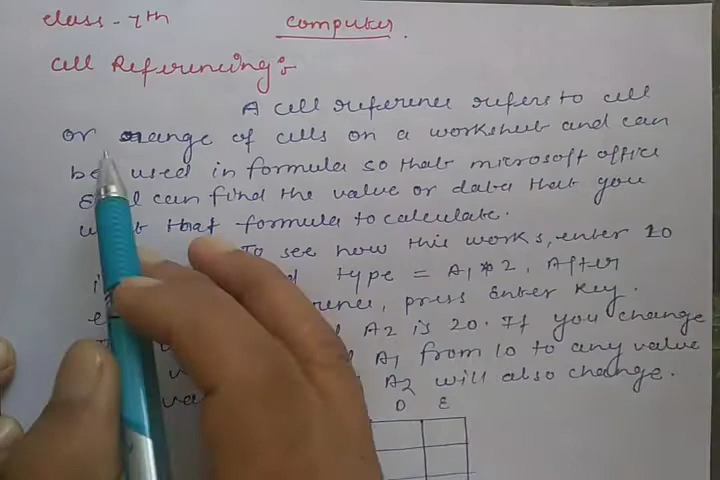 class - 7th
Computer.
Cell Referencing :-
A cell reference refers to cell
or range of cells on a worksheet and can
be used in formula so that microsoft office
can find the value or data that you
that formula to calculate.
To see how this works, enter 10
type = A1*2. After
press Enter key.
A2 is 20. If you change
A1 from 10 to any value
A2 will also change.
D E